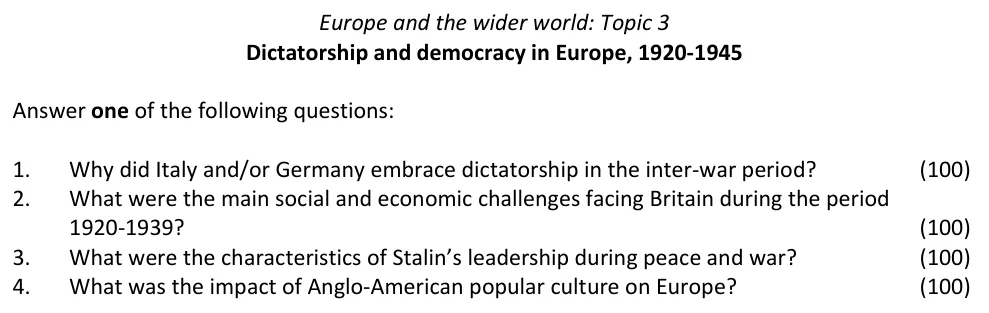 Europe and the wider world: Topic 3
Dictatorship and democracy in Europe, 1920-1945
Answer one of the following questions:
1. Why did Italy and/or Germany embrace dictatorship in the inter-war period? (100)
2. What were the main social and economic challenges facing Britain during the period
1920-1939? (100)
3. What were the characteristics of Stalin’s leadership during peace and war? (100)
4. What was the impact of Anglo-American popular culture on Europe? (100)